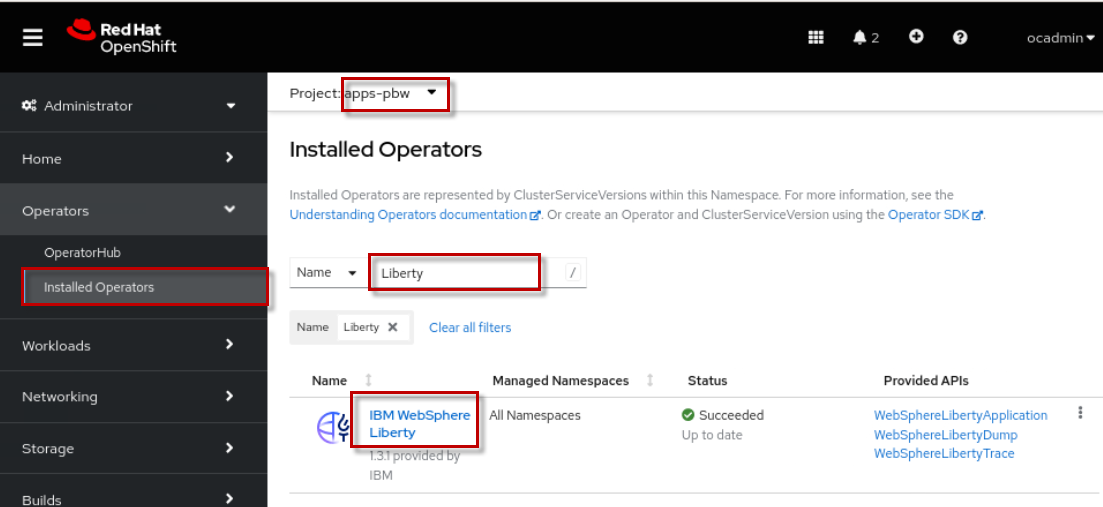 Red Hat
OpenShift
2
ocadmin
Administrator
Home
Operators
OperatorHub
Installed Operators
Workloads
Networking
Storage
Builds
Project: apps-pbw
Installed Operators
Installed Operators are represented by ClusterServiceVersions within this Namespace. For more information, see the
Understanding Operators documentation. Or create an Operator and ClusterServiceVersion using the Operator SDK.
Name Liberty /
Name Liberty Clear all filters
Name Managed Namespaces Status Provided APIs
IBM WebSphere All Namespaces Succeeded WebSphereLibertyApplication
Liberty Up to date WebSphereLibertyDump
1.3.1 provided by WebSphereLibertyTrace
IBM